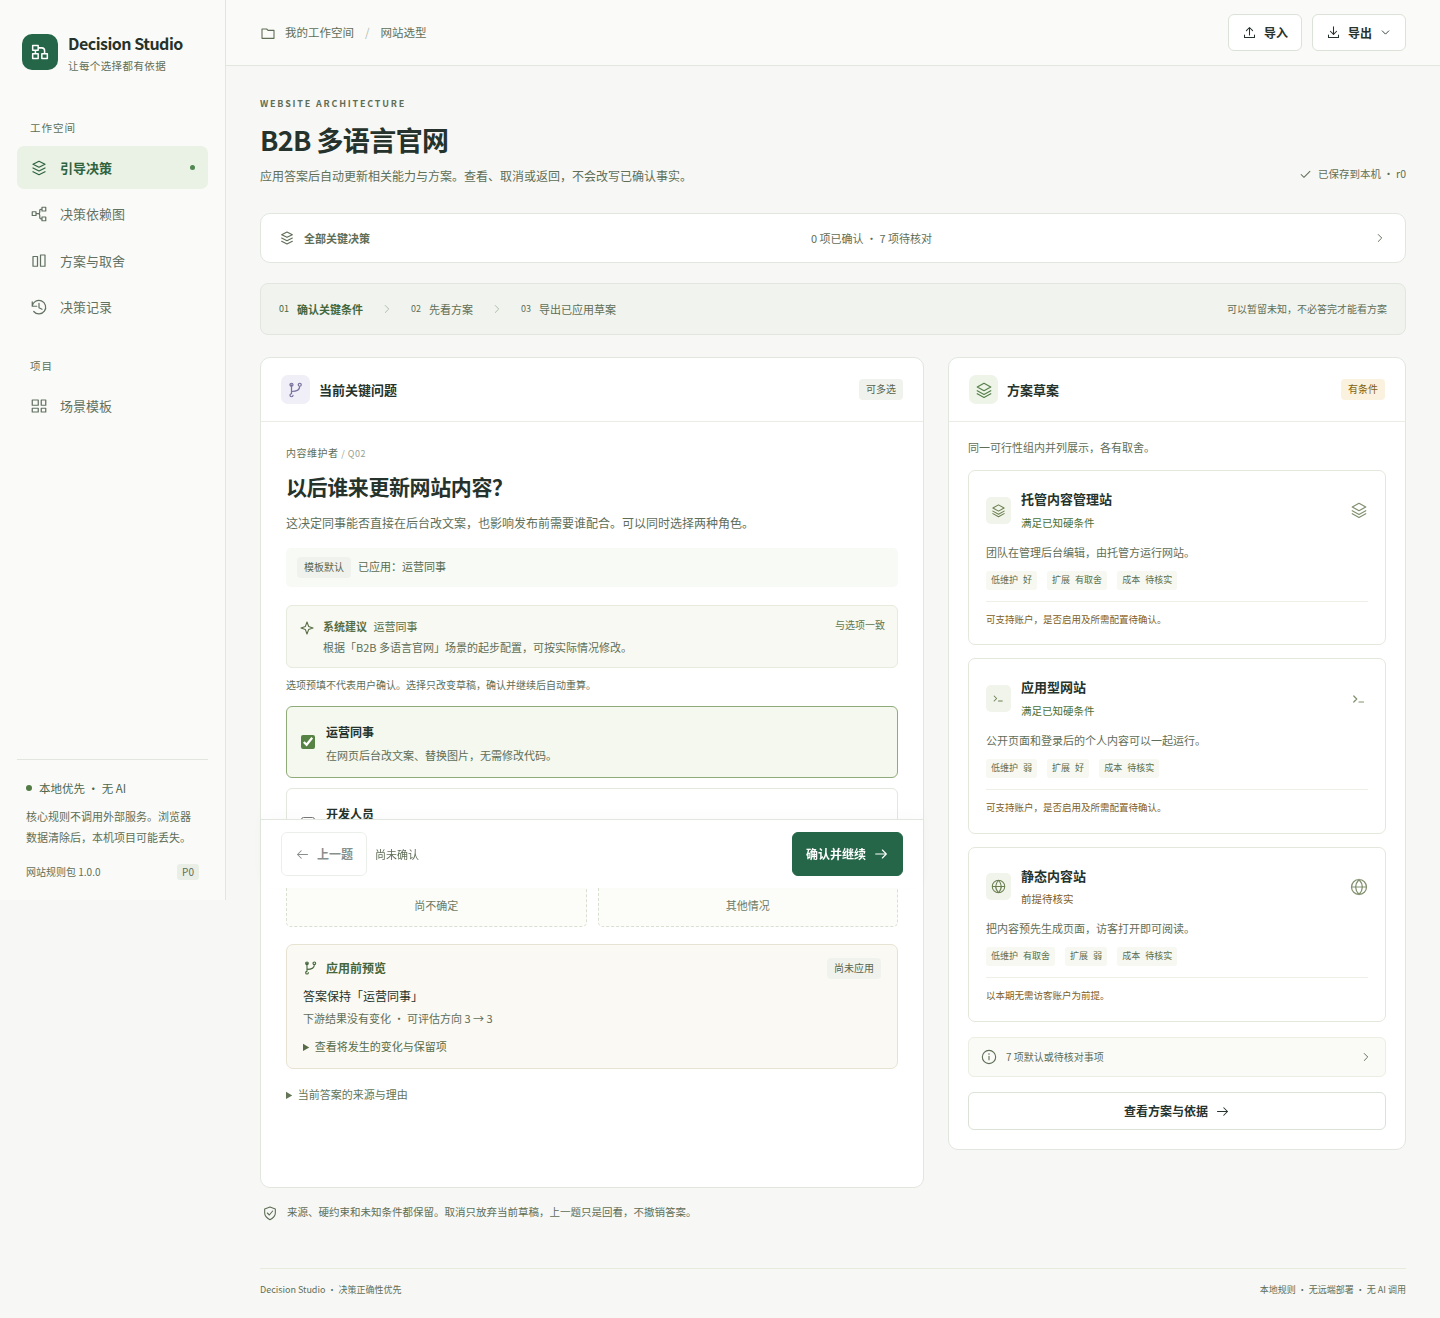 Decision Studio
让每个选择都有依据
工作空间
引导决策
决策依赖图
方案与取舍
决策记录
项目
场景模板
本地优先 · 无 AI
核心规则不调用外部服务。浏览器
数据清除后，本机项目可能丢失。
网站规则包 1.0.0 P0
我的工作空间 / 网站选型
导入 导出
WEBSITE ARCHITECTURE
B2B 多语言官网
应用答案后自动更新相关能力与方案。查看、取消或返回，不会改写已确认事实。
已保存到本机 · r0
全部关键决策 0 项已确认 · 7 项待核对
01 确认关键条件 02 先看方案 03 导出已应用草案 可以暂留未知，不必答完才能看方案
当前关键问题 可多选
内容维护者 / Q02
以后谁来更新网站内容？
这决定同事能否直接在后台改文案，也影响发布前需要谁配合。可以同时选择两种角色。
模板默认 已应用：运营同事
系统建议 运营同事 与选项一致
根据「B2B 多语言官网」场景的起步配置，可按实际情况修改。
选项预填不代表用户确认。选择只改变草稿，确认并继续后自动重算。
运营同事
在网页后台改文案、替换图片，无需修改代码。
开发人员
上一题 尚未确认 确认并继续
尚不确定 其他情况
应用前预览 尚未应用
答案保持「运营同事」
下游结果没有变化 · 可评估方向 3 → 3
查看将发生的变化与保留项
当前答案的来源与理由
方案草案 有条件
同一可行性组内并列展示，各有取舍。
托管内容管理站
满足已知硬条件
团队在管理后台编辑，由托管方运行网站。
低维护 好 扩展 有取舍 成本 待核实
可支持账户，是否启用及所需配置待确认。
应用型网站
满足已知硬条件
公开页面和登录后的个人内容可以一起运行。
低维护 弱 扩展 好 成本 待核实
可支持账户，是否启用及所需配置待确认。
静态内容站
前提待核实
把内容预先生成页面，访客打开即可阅读。
低维护 有取舍 扩展 弱 成本 待核实
以本期无需访客账户为前提。
7 项默认或待核对事项
查看方案与依据
来源、硬约束和未知条件都保留。取消只放弃当前草稿，上一题只是回看，不撤销答案。
Decision Studio · 决策正确性优先
本地规则 · 无远端部署 · 无 AI 调用